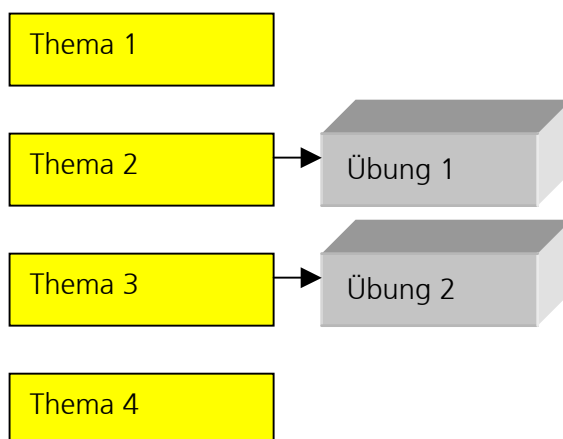 Thema 1
Thema 2
Übung 1
Thema 3
Übung 2
Thema 4